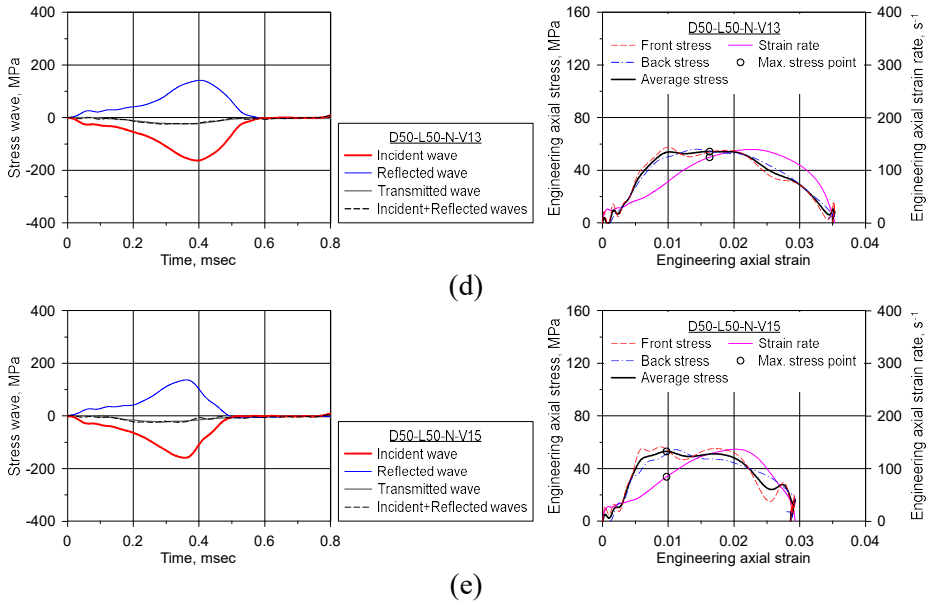 400
200
0
-200
-400
Stress wave, MPa
0 0.2 0.4 0.6 0.8
Time, msec
D50-L50-N-V13
Incident wave
Reflected wave
Transmitted wave
Incident+Reflected waves
160
120
80
40
0
Engineering axial stress, MPa
D50-L50-N-V13
Front stress Strain rate
Back stress Max. stress point
Average stress
400
300
200
100
0
Engineering axial strain rate, s-1
0 0.01 0.02 0.03 0.04
Engineering axial strain
(d)
400
200
0
-200
-400
Stress wave, MPa
0 0.2 0.4 0.6 0.8
Time, msec
D50-L50-N-V15
Incident wave
Reflected wave
Transmitted wave
Incident+Reflected waves
160
120
80
40
0
Engineering axial stress, MPa
D50-L50-N-V15
Front stress Strain rate
Back stress Max. stress point
Average stress
400
300
200
100
0
Engineering axial strain rate, s-1
0 0.01 0.02 0.03 0.04
Engineering axial strain
(e)